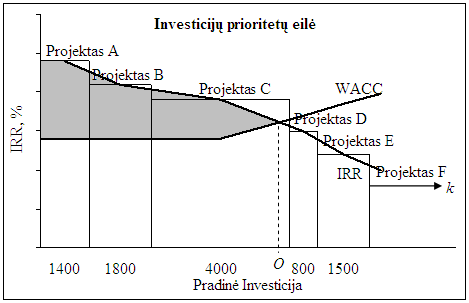 Investicijų prioritetų eilė
Projektas A
Projektas B
Projektas C
WACC
Projektas D
Projektas E
IRR
Projektas F
k
IRR, %
1400 1800 4000 O 800 1500
Pradinė Investicija